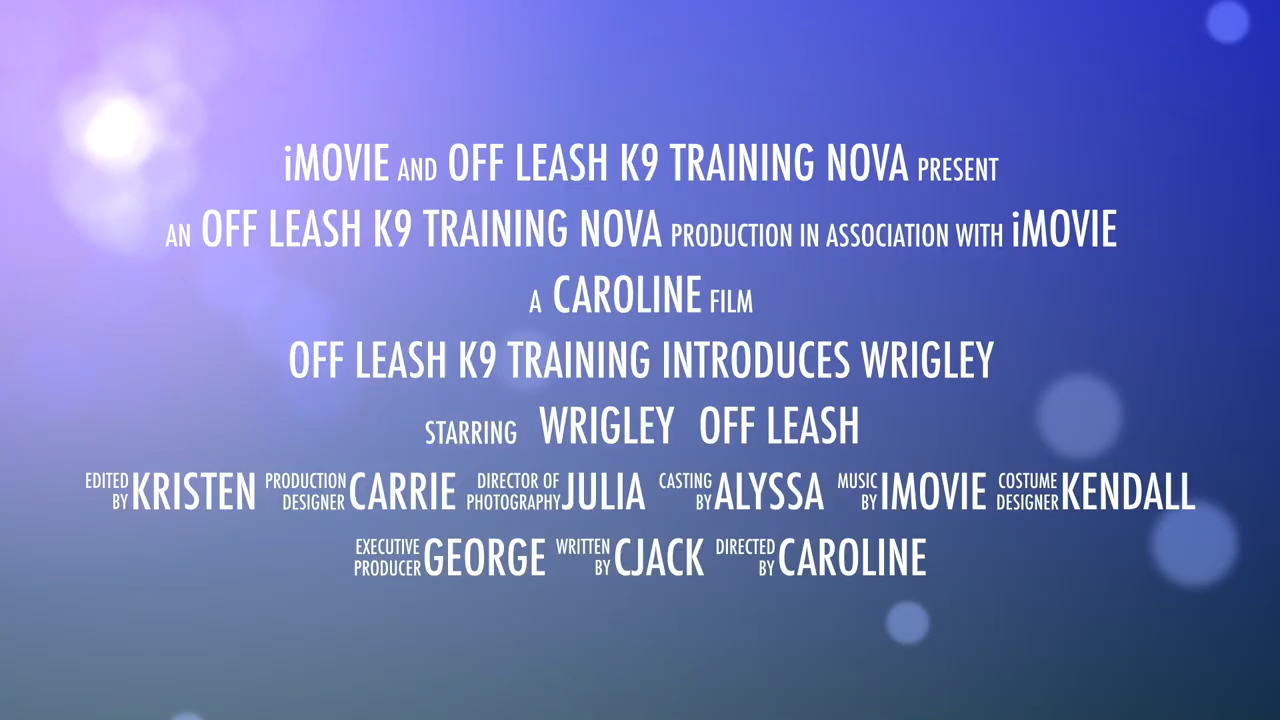 iMOVIE AND OFF LEASH K9 TRAINING NOVA PRESENT
AN OFF LEASH K9 TRAINING NOVA PRODUCTION IN ASSOCIATION WITH iMOVIE
A CAROLINE FILM
OFF LEASH K9 TRAINING INTRODUCES WRIGLEY
STARRING WRIGLEY OFF LEASH
EDITED BY KRISTEN PRODUCTION DESIGNER CARRIE DIRECTOR OF PHOTOGRAPHY JULIA CASTING BY ALYSSA MUSIC BY IMOVIE COSTUME DESIGNER KENDALL
EXECUTIVE PRODUCER GEORGE WRITTEN BY CJACK DIRECTED BY CAROLINE